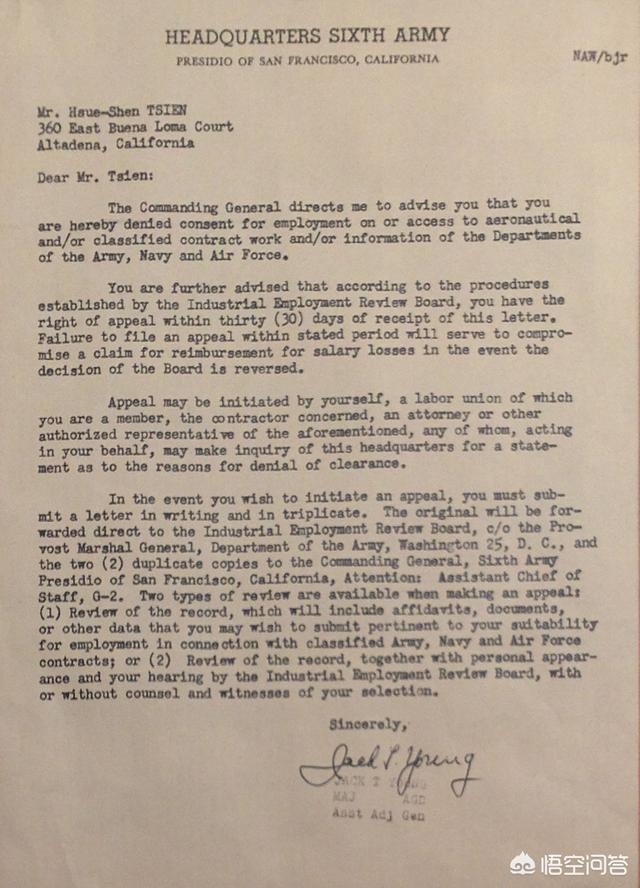 HEADQUARTERS SIXTH ARMY
PRESIDIO OF SAN FRANCISCO, CALIFORNIA
NAW/bjr
Mr. Hsue-Shen TSIEN
360 East Buena Loma Court
Altadena, California
Dear Mr. Tsien:
The Commanding General directs me to advise you that you
are hereby denied consent for employment on or access to aeronautical
and/or classified contract work and/or information of the Departments
of the Army, Navy and Air Force.
You are further advised that according to the procedures
established by the Industrial Employment Review Board, you have the
right of appeal within thirty (30) days of receipt of this letter.
Failure to file an appeal within stated period will serve to compro-
mise a claim for reimbursement for salary losses in the event the
decision of the Board is reversed.
Appeal may be initiated by yourself, a labor union of which
you are a member, the contractor concerned, an attorney or other
authorized representative of the aforementioned, any of whom, acting
in your behalf, may make inquiry of this headquarters for a state-
ment as to the reasons for denial of clearance.
In the event you wish to initiate an appeal, you must sub-
mit a letter in writing and in triplicate. The original will be for-
warded direct to the Industrial Employment Review Board, c/o the Pro-
vost Marshal General, Department of the Army, Washington 25, D. C., and
the two (2) duplicate copies to the Commanding General, Sixth Army
Presidio of San Francisco, California, Attention: Assistant Chief of
Staff, G-2. Two types of review are available when making an appeal:
(1) Review of the record, which will include affidavits, documents,
or other data that you may wish to submit pertinent to your suitability
for employment in connection with classified Army, Navy and Air Force
contracts; or (2) Review of the record, together with personal appear-
ance and your hearing by the Industrial Employment Review Board, with
or without counsel and witnesses of your selection.
Sincerely,
Jack T. Young
JACK T YOUNG
MAJ AGD
Asst Adj Gen
悟空问答